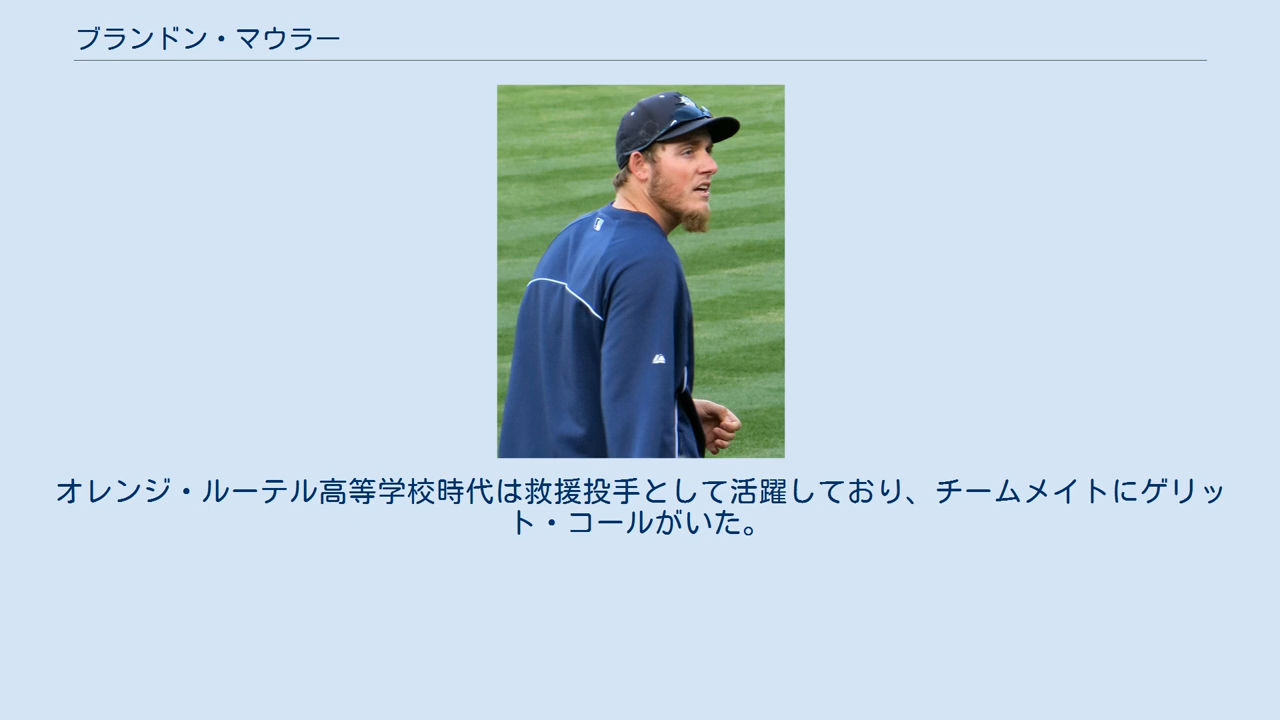 ブランドン・マウラー
オレンジ・ルーテル高等学校時代は救援投手として活躍しており、チームメイトにゲリッ
ト・コールがいた。